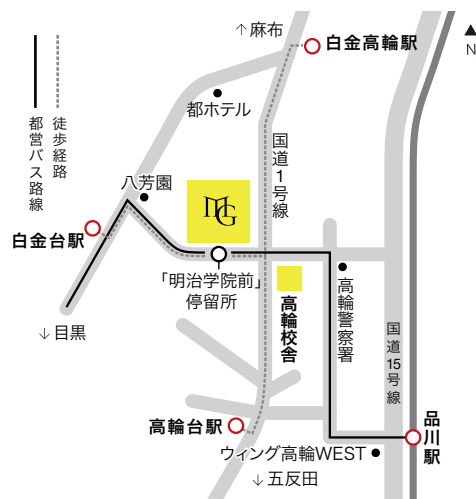 ↑麻布
白金高輪駅
▲
N
都営バス路線
徒歩経路
都ホテル
国道1号線
八芳園
MG
白金台駅
「明治学院前」
停留所
高輪校舎
高輪警察署
国道15号線
↓目黒
高輪台駅
品川駅
ウィング高輪WEST
↓五反田